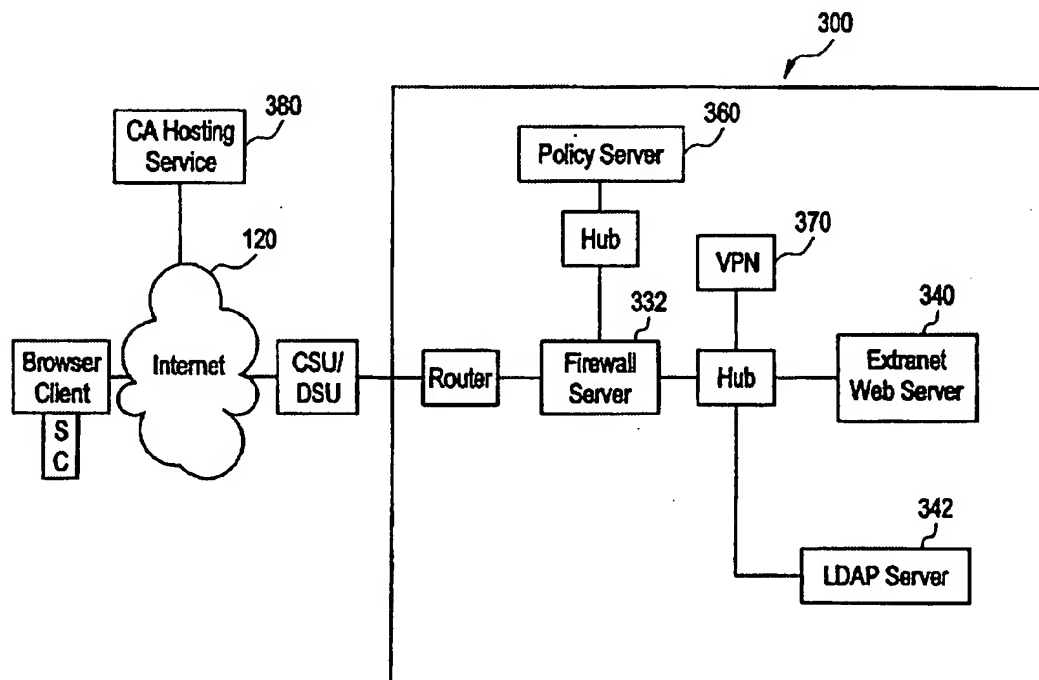 300
CA Hosting
Service
380
Policy Server
360
Hub
120
VPN
370
332
340
Browser
Client
Internet
CSU/
DSU
Router
Firewall
Server
Hub
Extranet
Web Server
S
C
342
LDAP Server